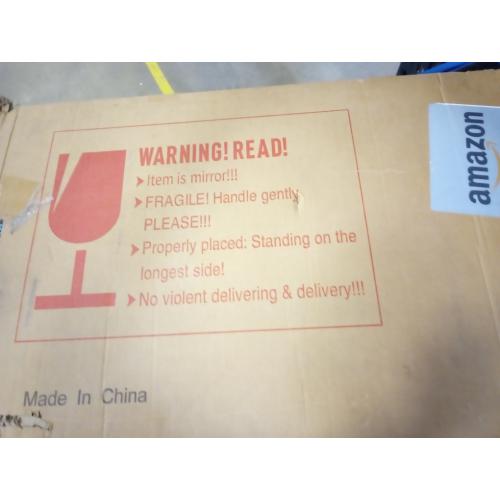 WARNING! READ!
➤Item is mirror!!!
➤FRAGILE! Handle gently
PLEASE!!!
➤Properly placed: Standing on the
longest side!
➤No violent delivering & delivery!!!
Made In China
amazon